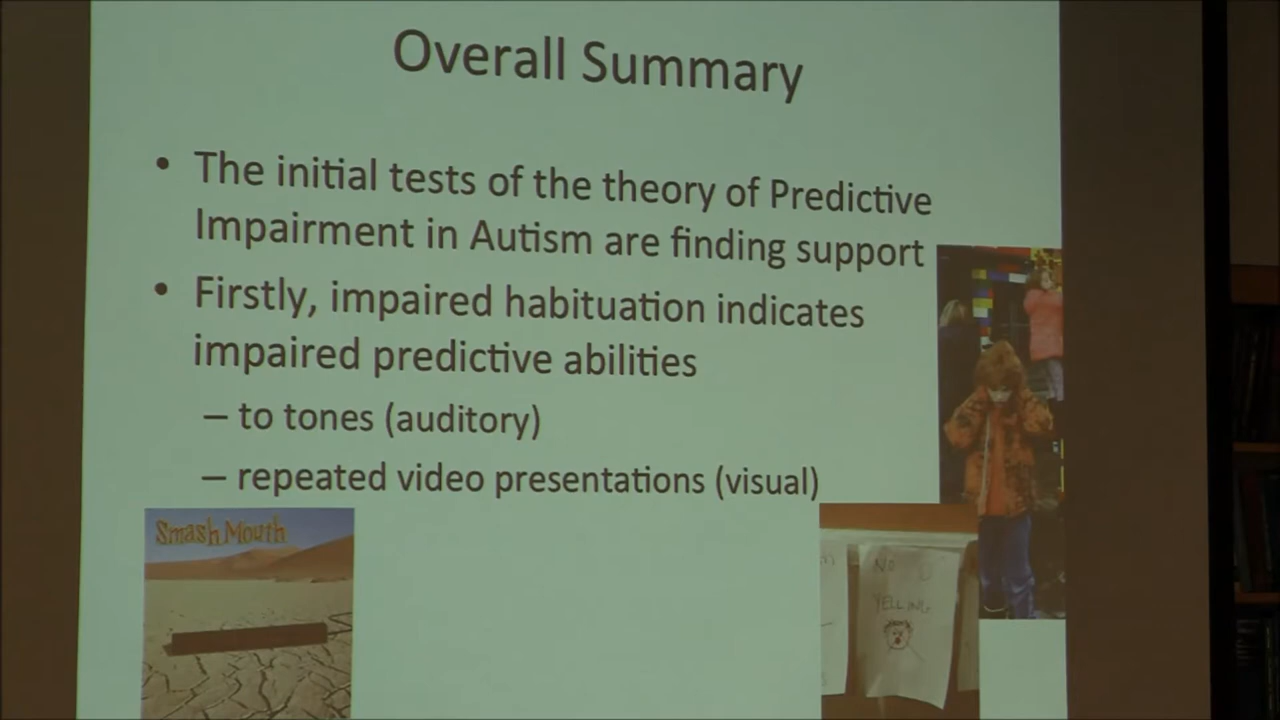 Overall Summary
• The initial tests of the theory of Predictive
Impairment in Autism are finding support
• Firstly, impaired habituation indicates
impaired predictive abilities
– to tones (auditory)
– repeated video presentations (visual)
Smash Mouth
NO
YELLING